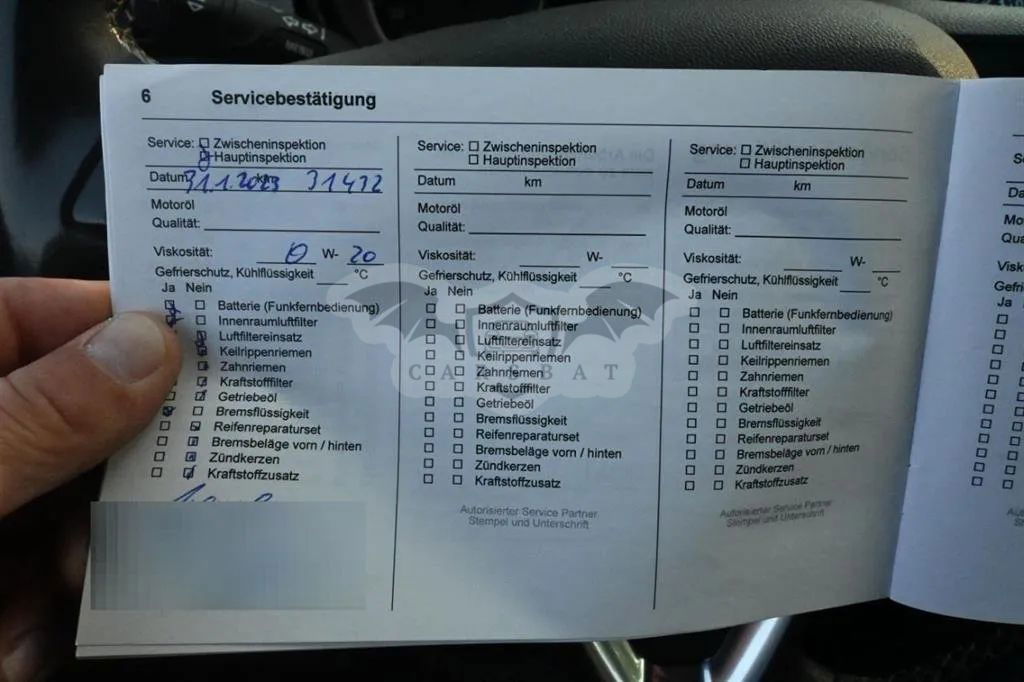 6 Servicebestätigung
Service: Zwischeninspektion
Hauptinspektion
Datum 31.1.2023 km 31472
Motoröl
Qualität:
Viskosität: 0 W- 20
Gefrierschutz, Kühlflüssigkeit °C
Ja Nein
Batterie (Funkfernbedienung)
Innenraumluftfilter
Luftfiltereinsatz
Keilrippenriemen
Zahnriemen
Kraftstofffilter
Getriebeöl
Bremsflüssigkeit
Reifenreparaturset
Bremsbeläge vorn / hinten
Zündkerzen
Kraftstoffzusatz
Service: Zwischeninspektion
Hauptinspektion
Datum km
Motoröl
Qualität:
Viskosität: W-
Gefrierschutz, Kühlflüssigkeit °C
Ja Nein
Batterie (Funkfernbedienung)
Innenraumluftfilter
Luftfiltereinsatz
Keilrippenriemen
Zahnriemen
Kraftstofffilter
Getriebeöl
Bremsflüssigkeit
Reifenreparaturset
Bremsbeläge vorn / hinten
Zündkerzen
Kraftstoffzusatz
Autorisierter Service Partner
Stempel und Unterschrift
Service: Zwischeninspektion
Hauptinspektion
Datum km
Motoröl
Qualität:
Viskosität: W-
Gefrierschutz, Kühlflüssigkeit °C
Ja Nein
Batterie (Funkfernbedienung)
Innenraumluftfilter
Luftfiltereinsatz
Keilrippenriemen
Zahnriemen
Kraftstofffilter
Getriebeöl
Bremsflüssigkeit
Reifenreparaturset
Bremsbeläge vorn / hinten
Zündkerzen
Kraftstoffzusatz
Autorisierter Service Partner
Stempel und Unterschrift
Ja